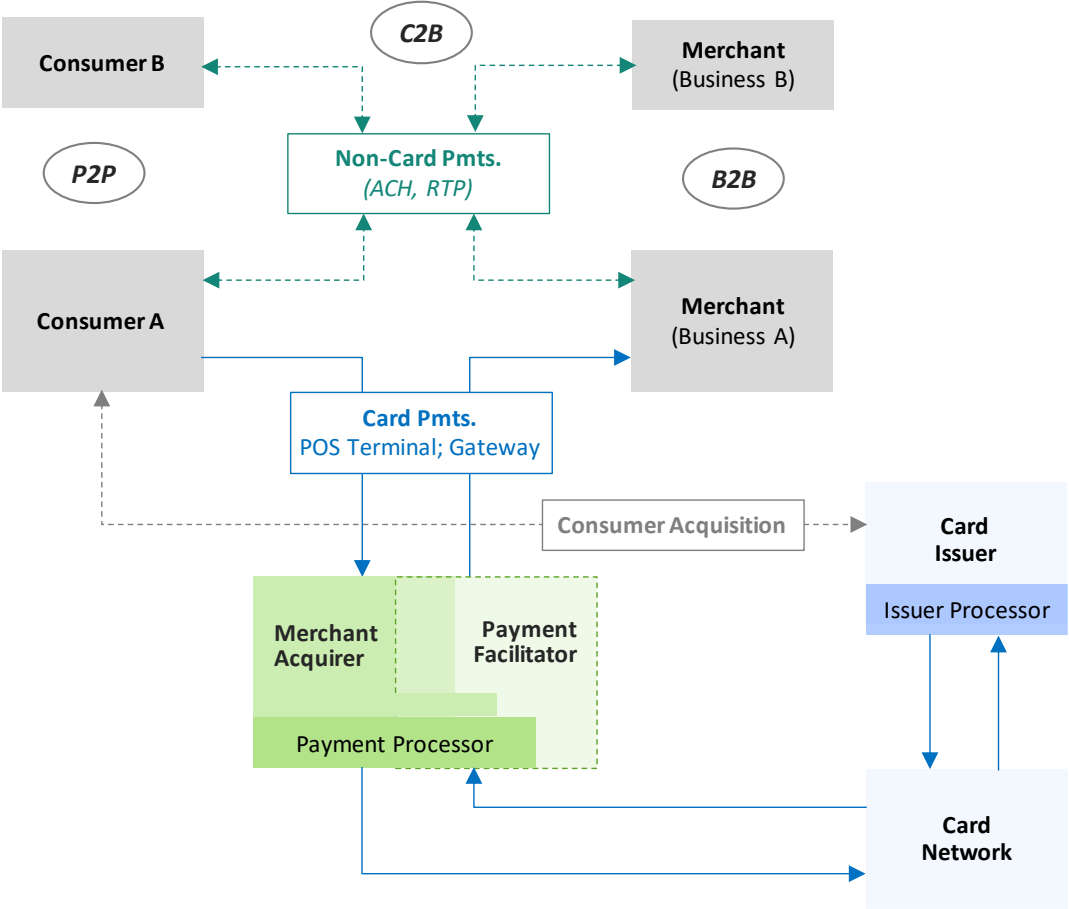 C2B
Consumer B
Merchant
(Business B)
Non-Card Pmts.
(ACH, RTP)
P2P
B2B
Consumer A
Merchant
(Business A)
Card Pmts.
POS Terminal; Gateway
Consumer Acquisition
Card
Issuer
Issuer Processor
Merchant
Acquirer
Payment
Facilitator
Payment Processor
Card
Network